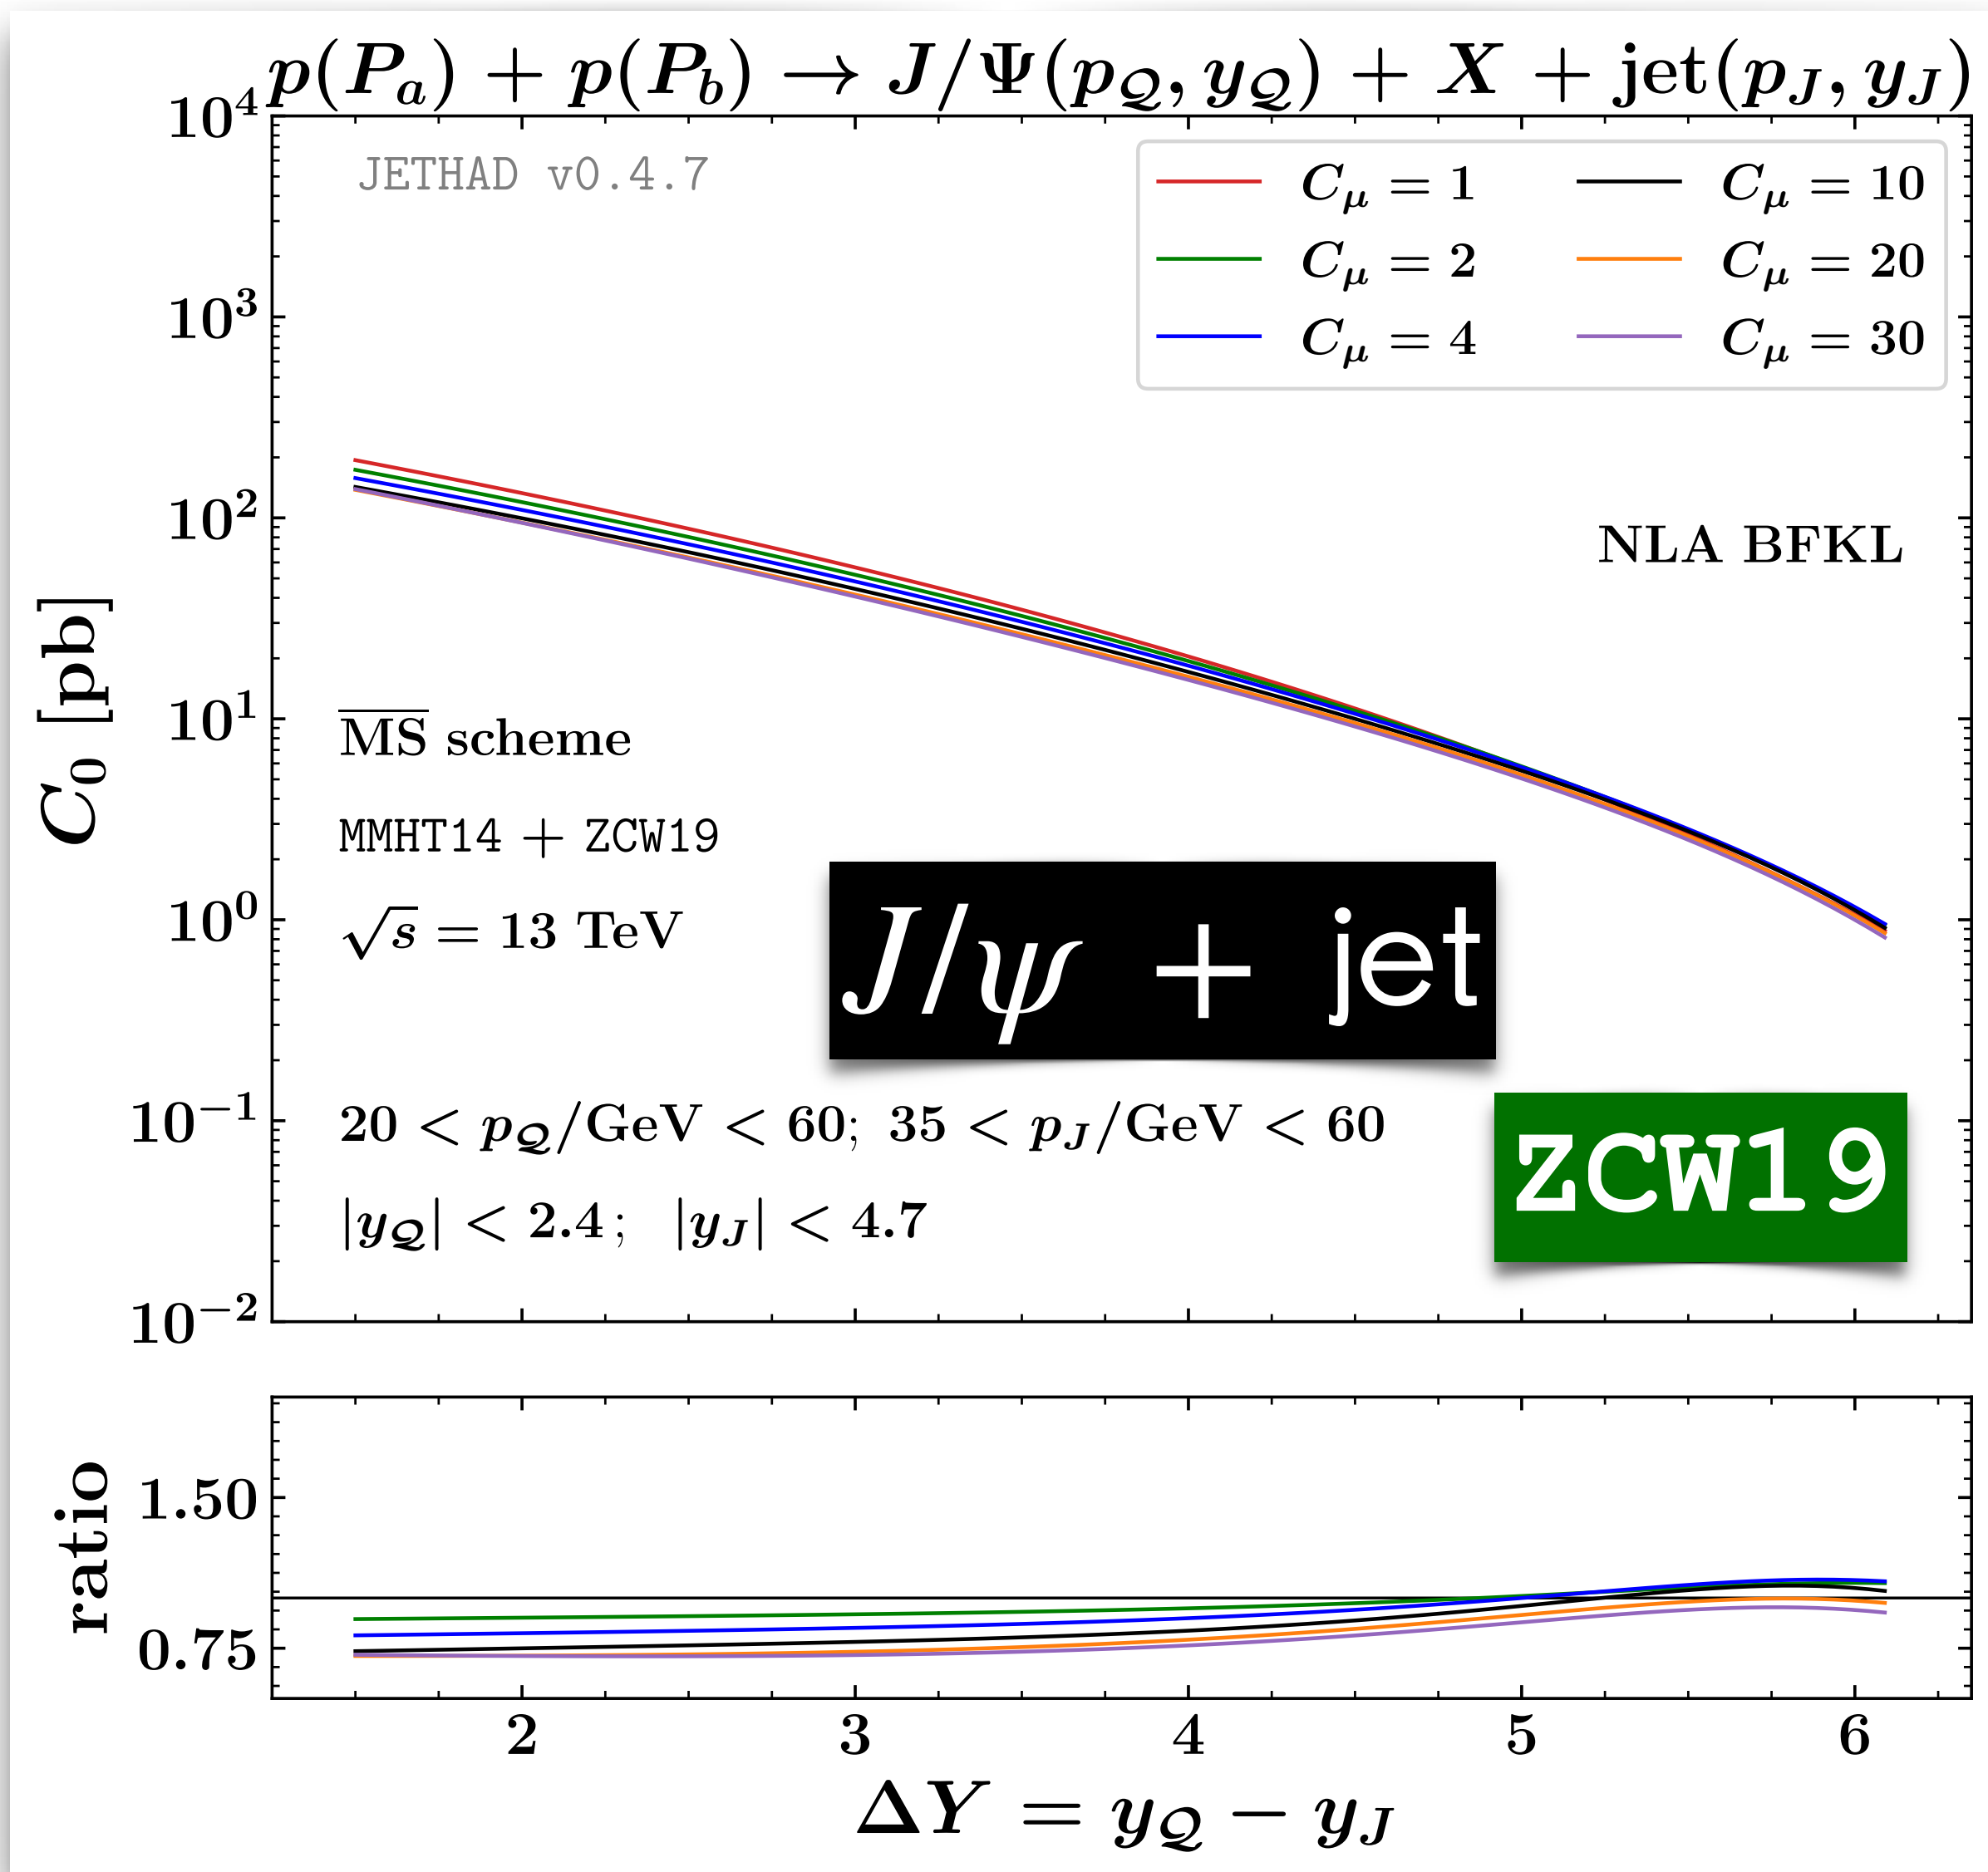 p(P_a) + p(P_b) → J/Ψ(p_𝒬, y_𝒬) + X + jet(p_J, y_J)
JETHAD v0.4.7
C_μ = 1
C_μ = 10
C_μ = 2
C_μ = 20
C_μ = 4
C_μ = 30
10^4
10^3
10^2
10^1
10^0
10^−1
10^−2
C_0 [pb]
NLA BFKL
M̅S̅ scheme
MMHT14 + ZCW19
√s = 13 TeV
J/ψ + jet
20 < p_𝒬/GeV < 60; 35 < p_J/GeV < 60
ZCW19
|y_𝒬| < 2.4 ; |y_J| < 4.7
ratio
1.50
0.75
2 3 4 5 6
ΔY = y_𝒬 − y_J